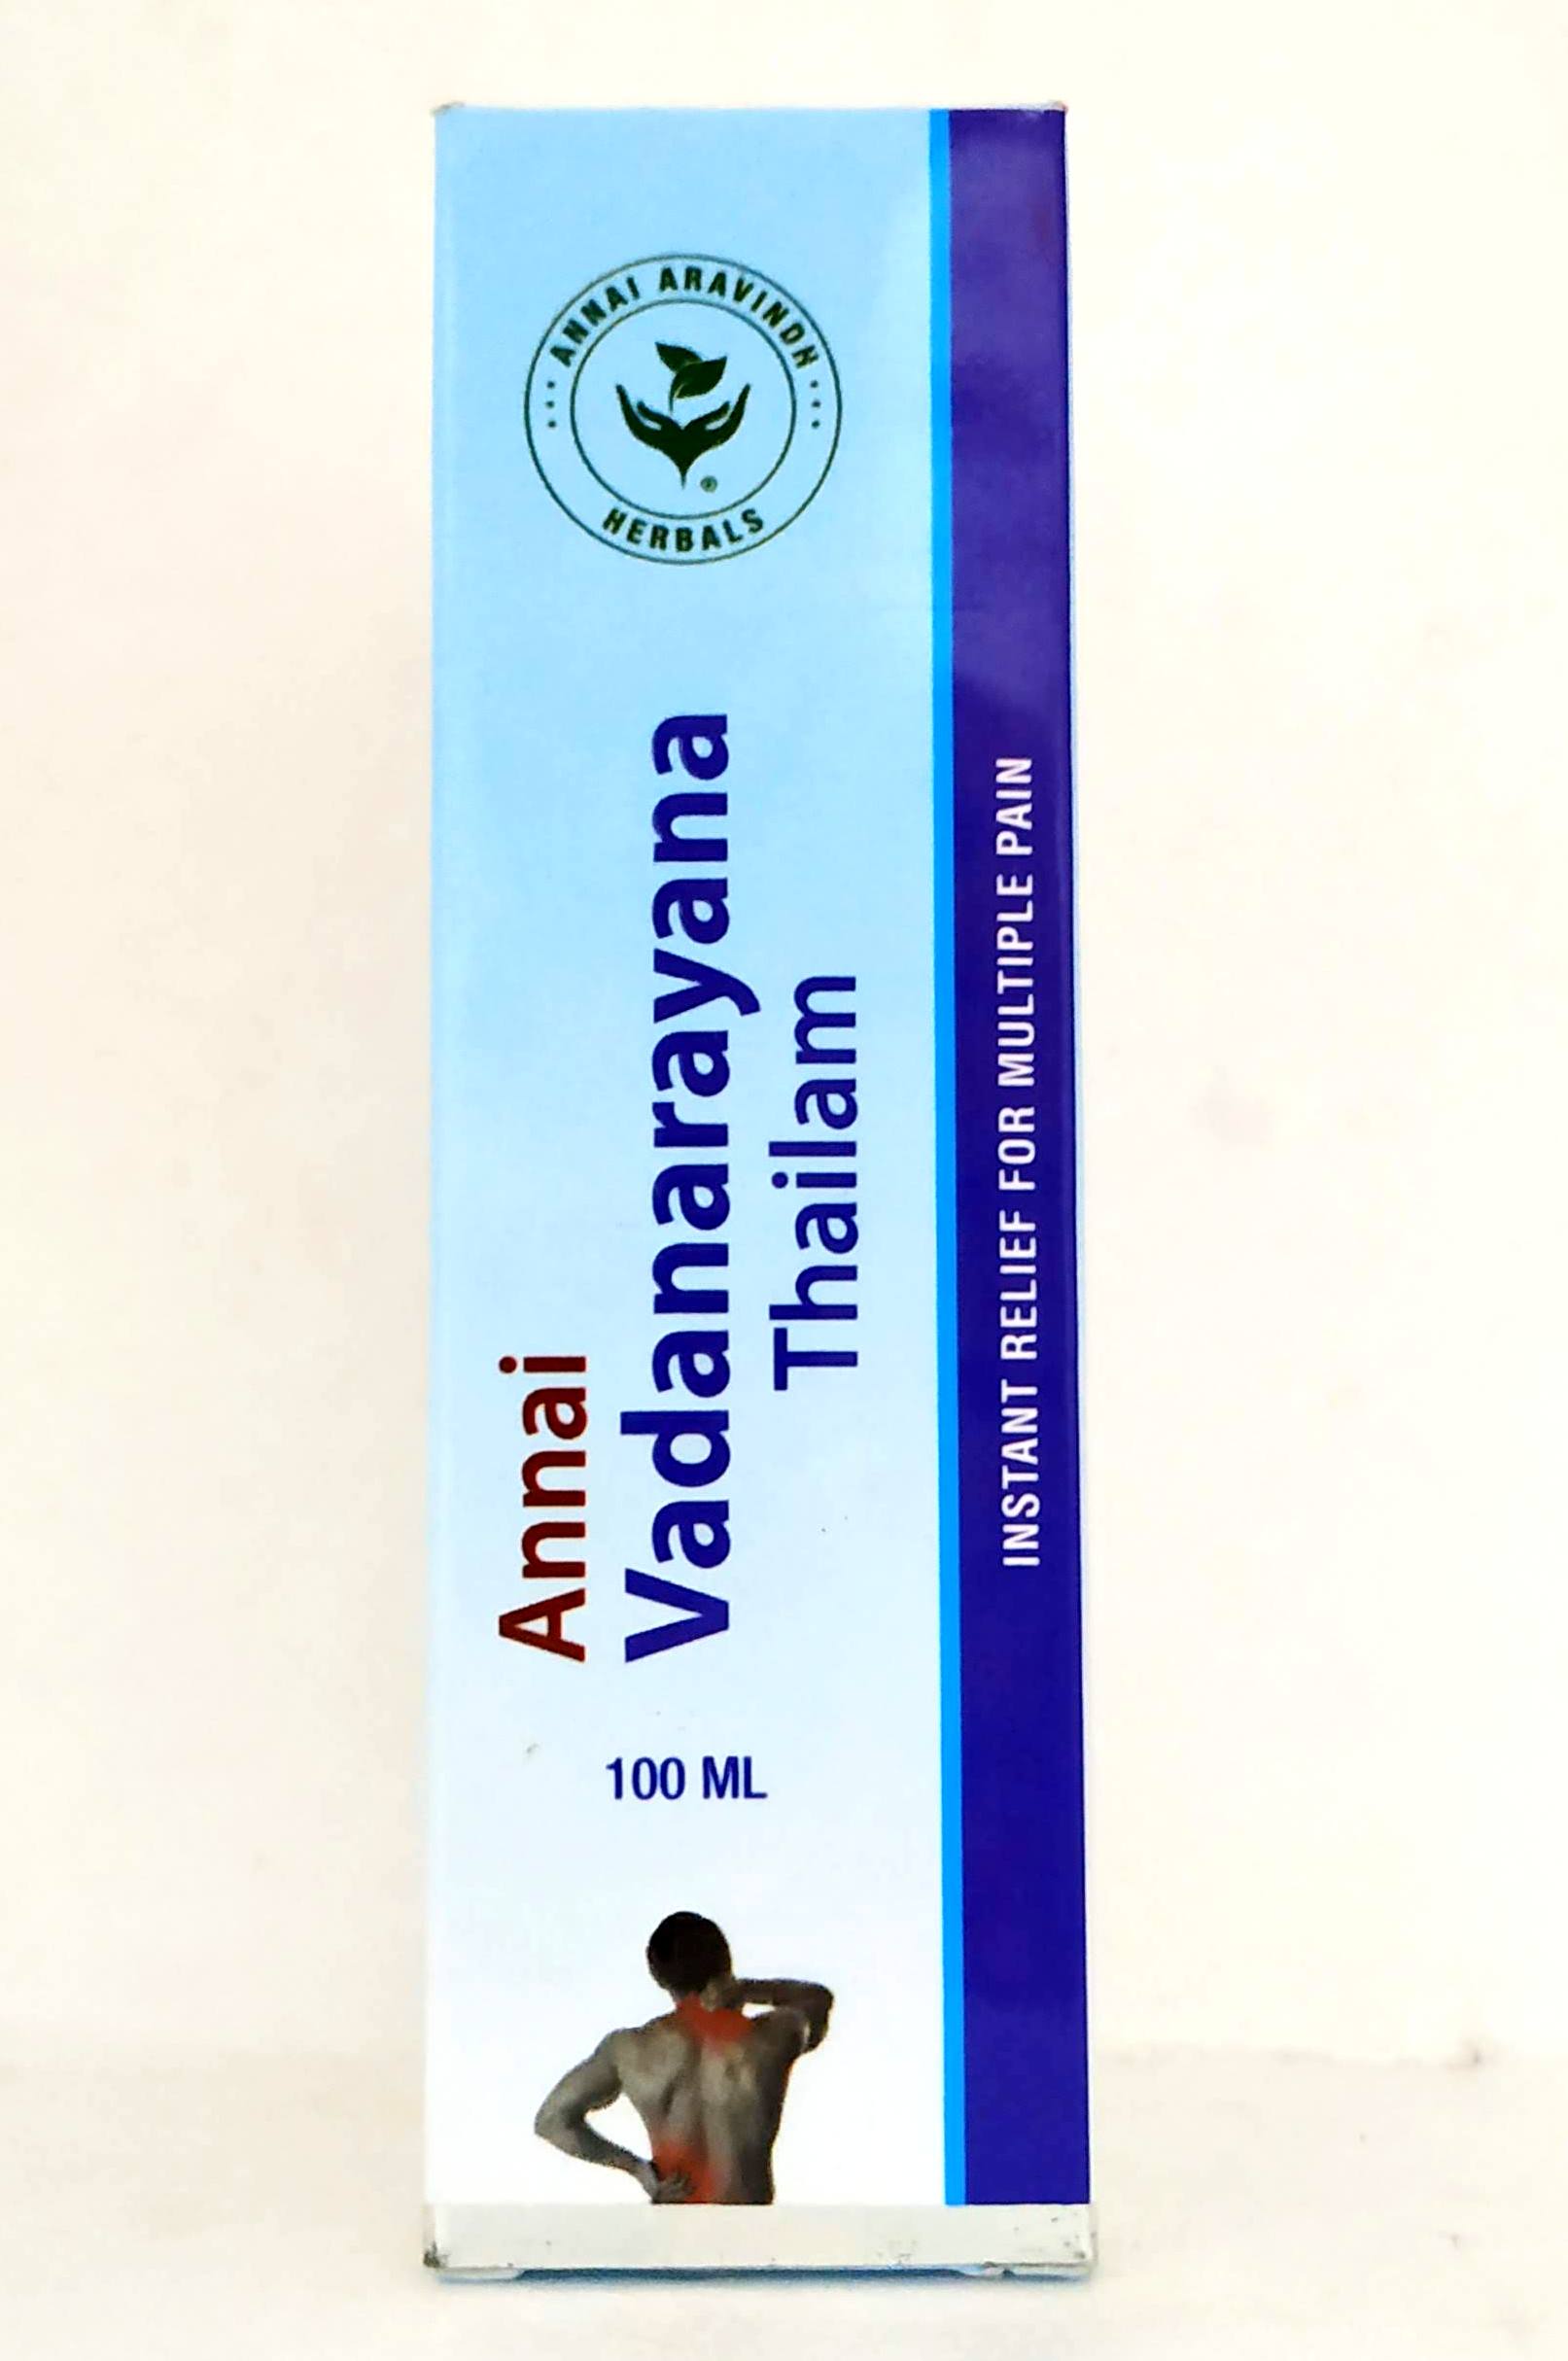 ANNAI ARAVINDH
HERBALS
Annai
Vadanarayana
Thailam
100 ML
INSTANT RELIEF FOR MULTIPLE PAIN